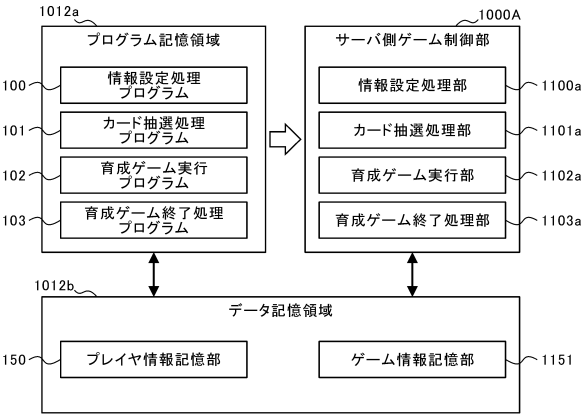 1012a
プログラム記憶領域
100
情報設定処理
プログラム
101
カード抽選処理
プログラム
102
育成ゲーム実行
プログラム
103
育成ゲーム終了処理
プログラム
1000A
サーバ側ゲーム制御部
情報設定処理部
1100a
カード抽選処理部
1101a
育成ゲーム実行部
1102a
育成ゲーム終了処理部
1103a
1012b
データ記憶領域
150
プレイヤ情報記憶部
ゲーム情報記憶部
1151